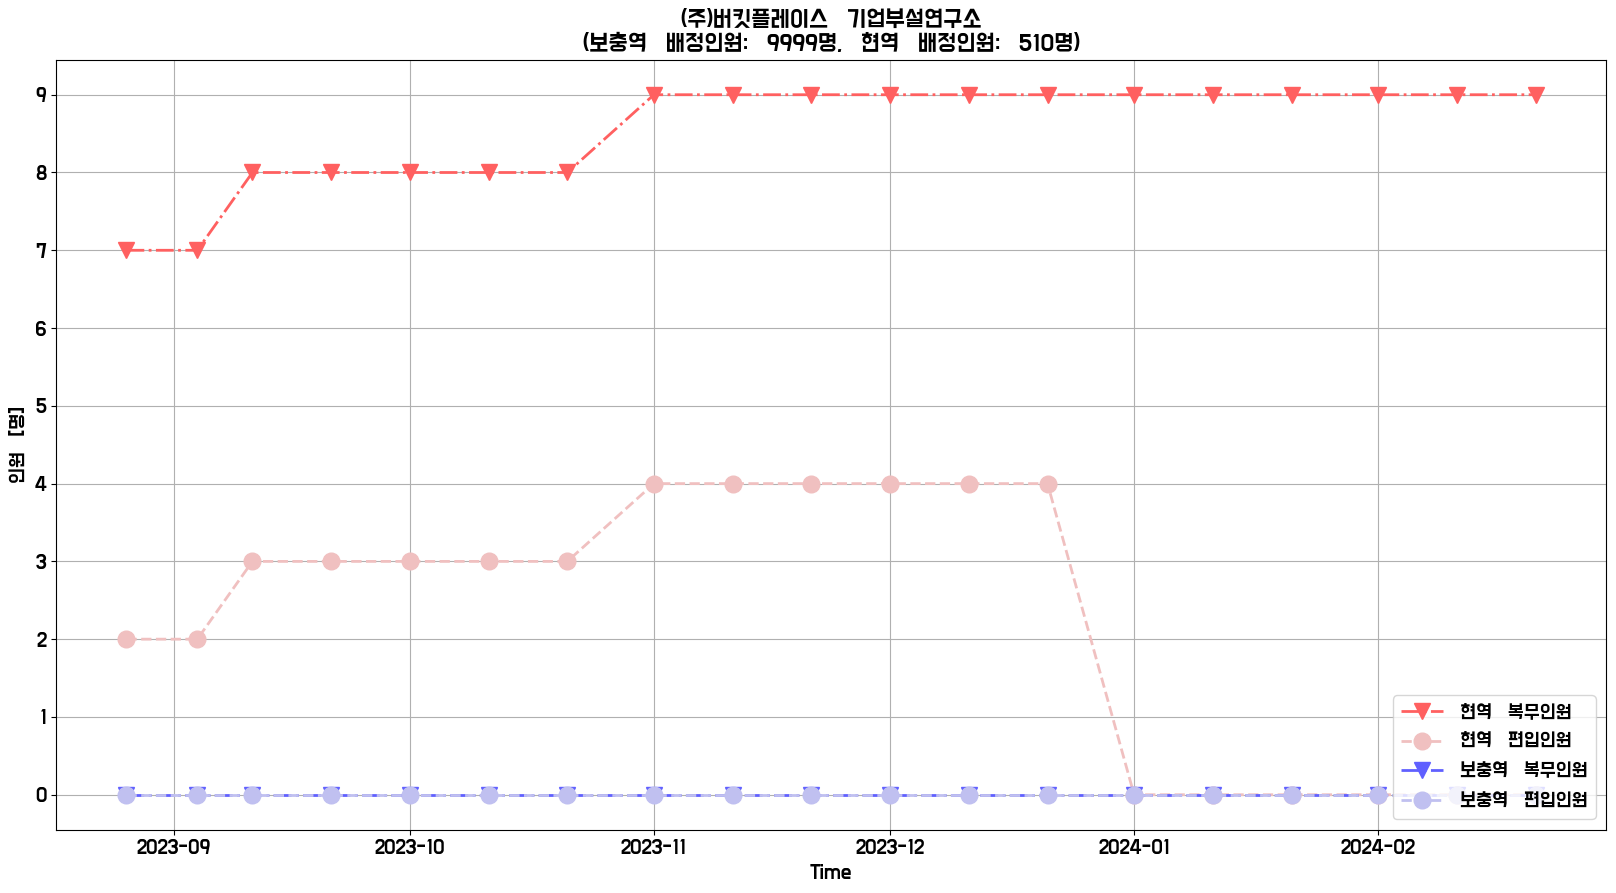 (주)버킷플레이스 기업부설연구소
(보충역 배정인원: 9999명, 현역 배정인원: 510명)
인원 [명]
9
8
7
6
5
4
3
2
1
0
현역 복무인원
현역 편입인원
보충역 복무인원
보충역 편입인원
2023-09
2023-10
2023-11
2023-12
2024-01
2024-02
Time